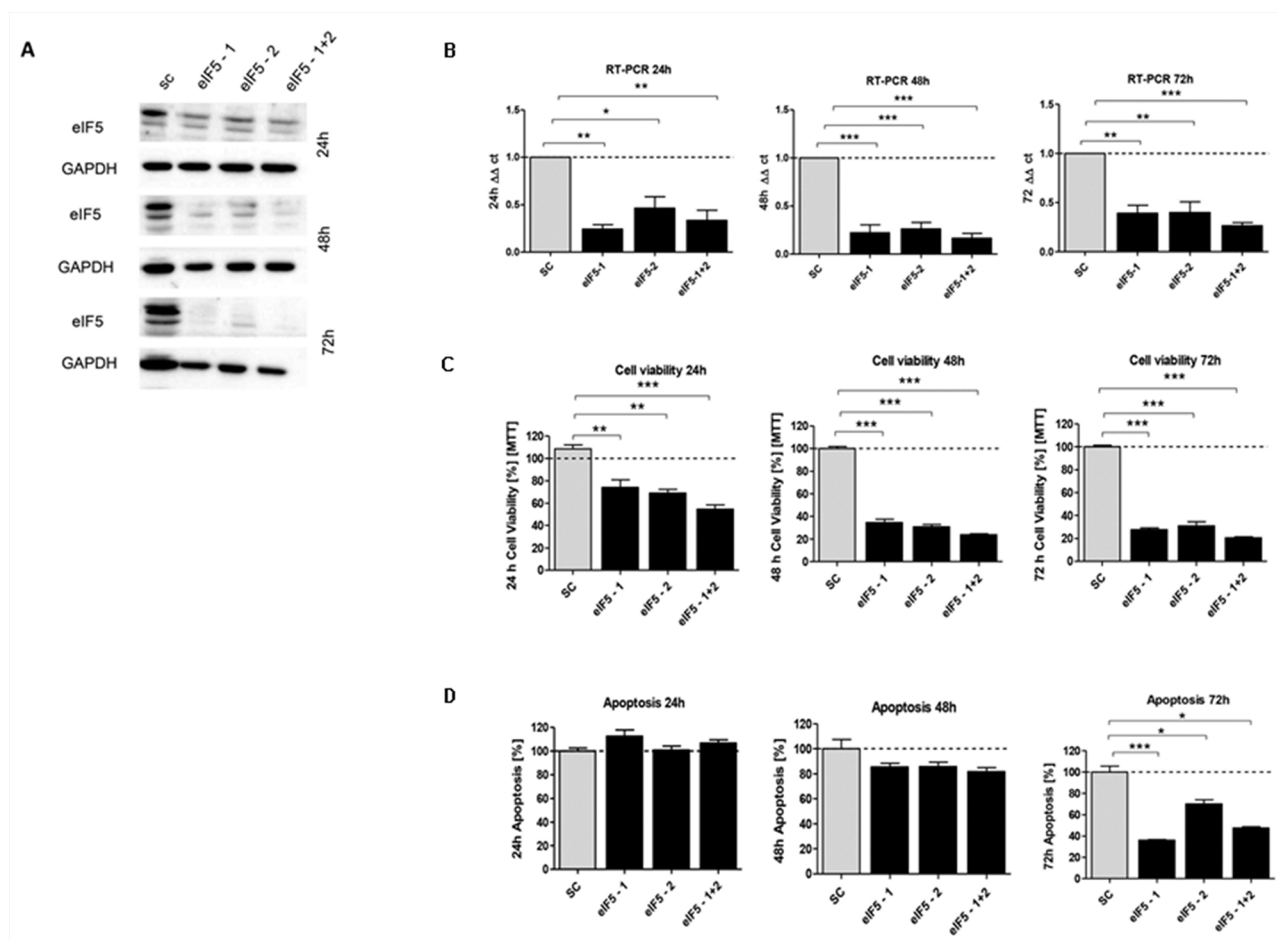 A
sc
eIF5 - 1
eIF5 - 2
eIF5 - 1+2
eIF5
GAPDH
24h
eIF5
GAPDH
48h
eIF5
GAPDH
72h
B
RT-PCR 24h
**
*
**
24h ΔΔ ct
1.5
1.0
0.5
0.0
SC
eIF5-1
eIF5-2
eIF5-1+2
RT-PCR 48h
***
***
***
48h ΔΔ ct
1.5
1.0
0.5
0.0
SC
eIF5-1
eIF5-2
eIF5-1+2
RT-PCR 72h
***
**
**
72 ΔΔ ct
1.5
1.0
0.5
0.0
SC
eIF5-1
eIF5-2
eIF5-1+2
C
Cell viability 24h
***
**
**
24 h Cell Viability [%] [MTT]
120
100
80
60
40
20
0
SC
eIF5 - 1
eIF5 - 2
eIF5 - 1+2
Cell viability 48h
***
***
***
48 h Cell Viability [%] [MTT]
120
100
80
60
40
20
0
SC
eIF5 - 1
eIF5 - 2
eIF5 - 1+2
Cell viability 72h
***
***
***
72 h Cell Viability [%] [MTT]
120
100
80
60
40
20
0
SC
eIF5 - 1
eIF5 - 2
eIF5 - 1+2
D
Apoptosis 24h
24h Apoptosis [%]
120
100
80
60
40
20
0
SC
eIF5 - 1
eIF5 - 2
eIF5 - 1+2
Apoptosis 48h
48h Apoptosis [%]
120
100
80
60
40
20
0
SC
eIF5 - 1
eIF5 - 2
eIF5 - 1+2
Apoptosis 72h
*
*
***
72h Apoptosis [%]
120
100
80
60
40
20
0
SC
eIF5 - 1
eIF5 - 2
eIF5 - 1+2